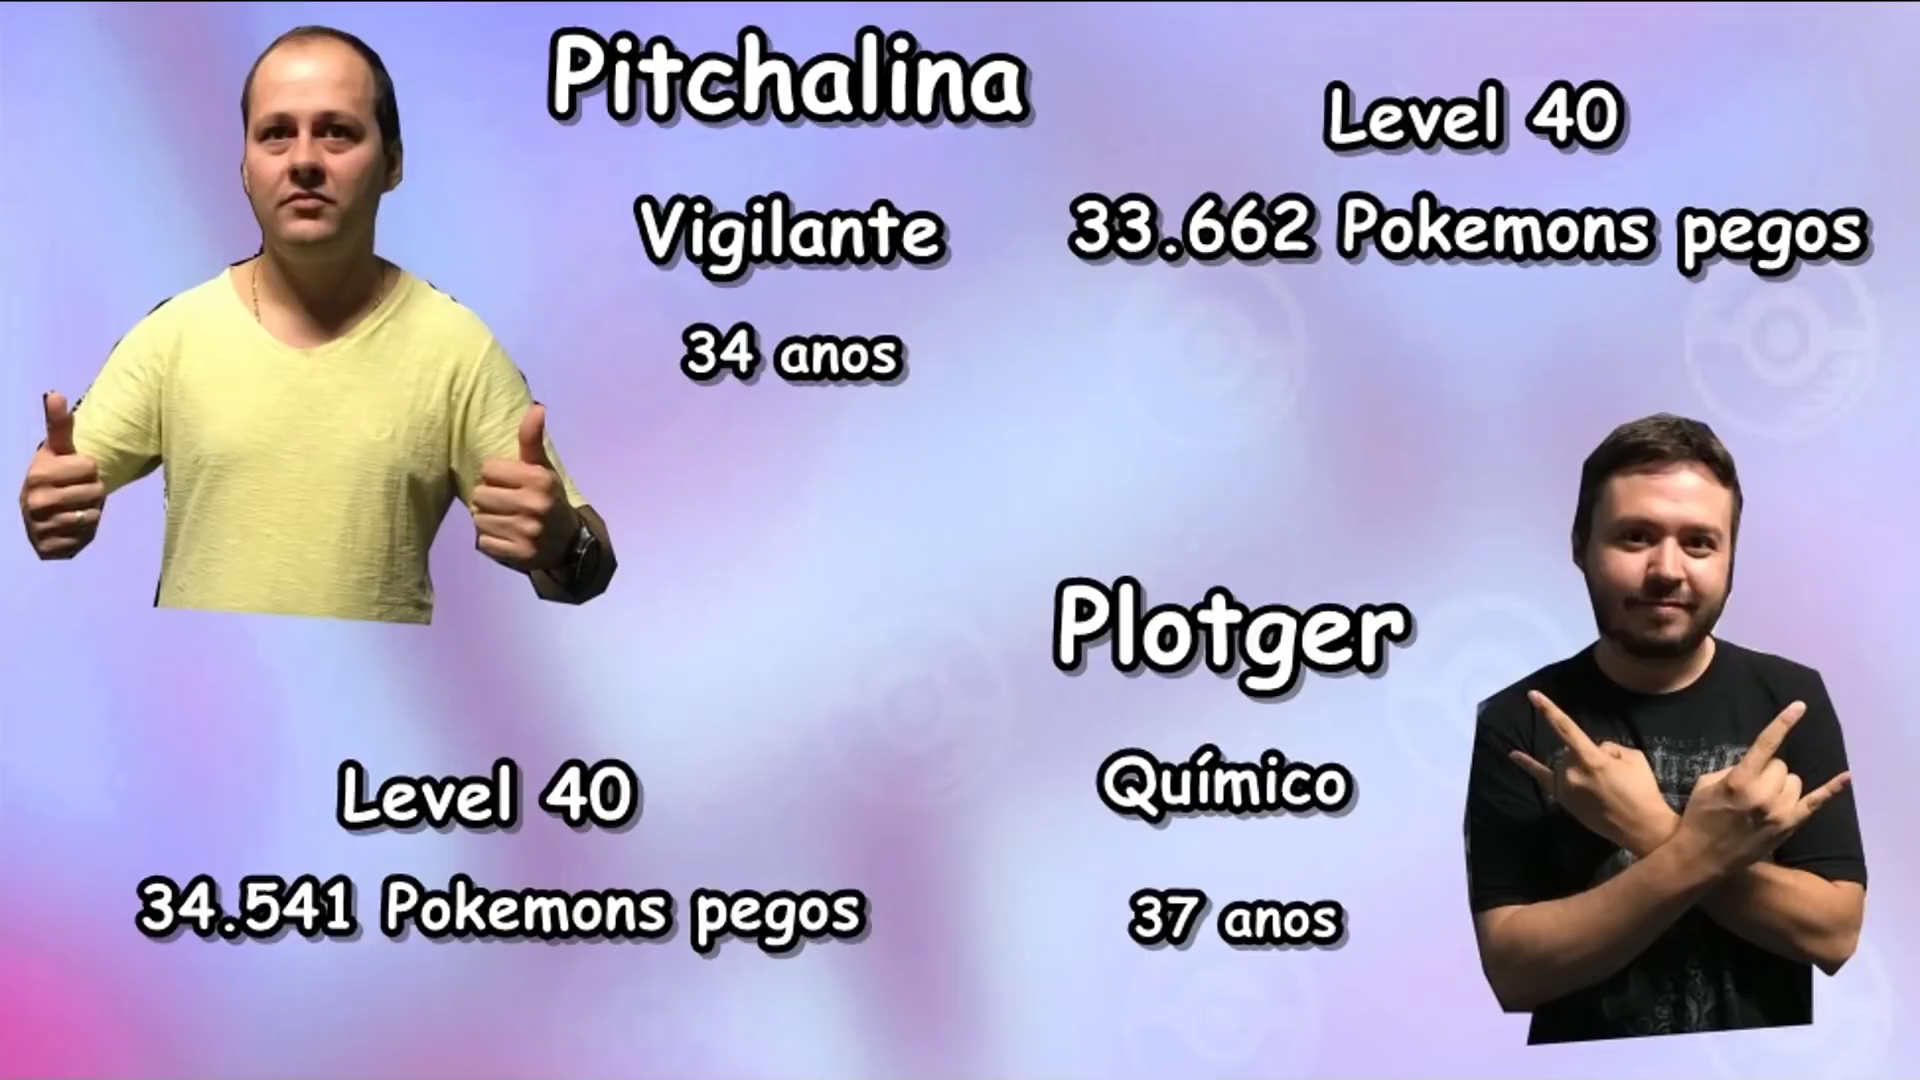 Pitchalina
Vigilante
34 anos
Level 40
33.662 Pokemons pegos
Plotger
Químico
37 anos
Level 40
34.541 Pokemons pegos